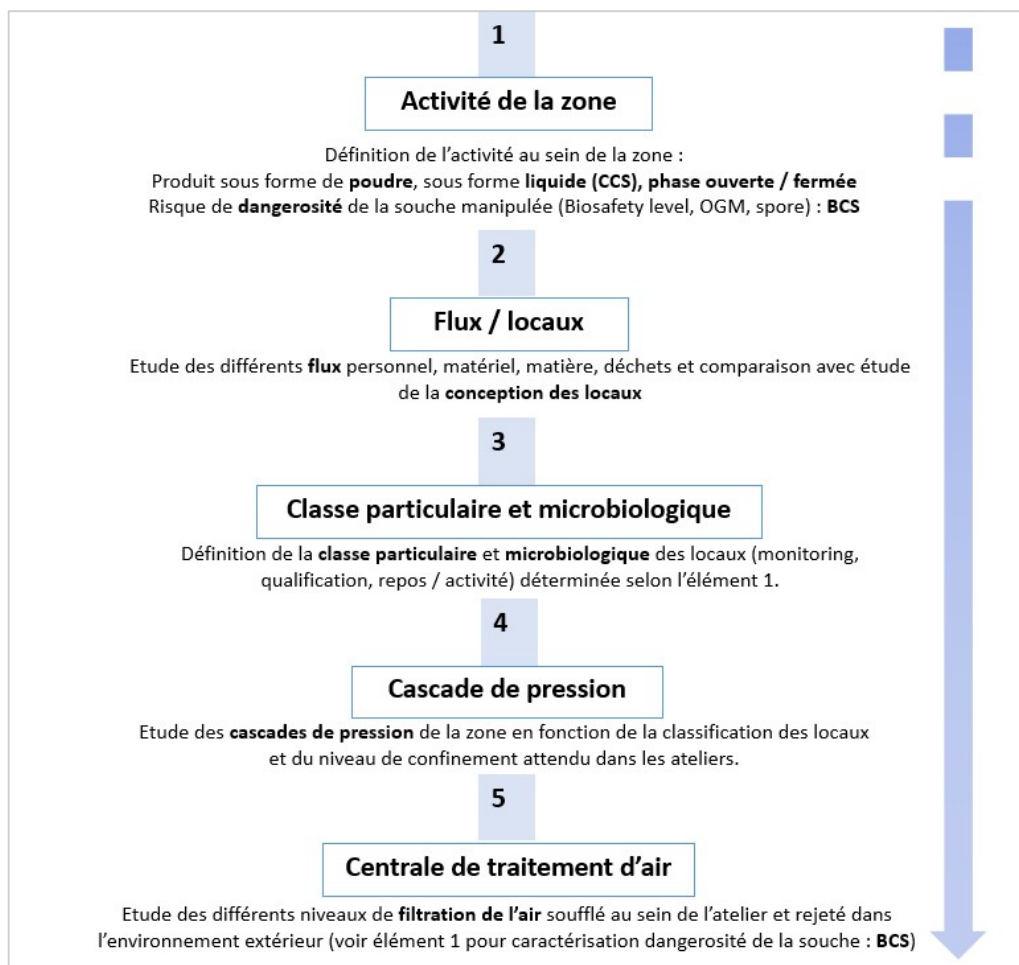 1
Activité de la zone
Définition de l’activité au sein de la zone :
Produit sous forme de poudre, sous forme liquide (CCS), phase ouverte / fermée
Risque de dangerosité de la souche manipulée (Biosafety level, OGM, spore) : BCS
2
Flux / locaux
Etude des différents flux personnel, matériel, matière, déchets et comparaison avec étude
de la conception des locaux
3
Classe particulaire et microbiologique
Définition de la classe particulaire et microbiologique des locaux (monitoring,
qualification, repos / activité) déterminée selon l’élément 1.
4
Cascade de pression
Etude des cascades de pression de la zone en fonction de la classification des locaux
et du niveau de confinement attendu dans les ateliers.
5
Centrale de traitement d’air
Etude des différents niveaux de filtration de l’air soufflé au sein de l’atelier et rejeté dans
l’environnement extérieur (voir élément 1 pour caractérisation dangerosité de la souche : BCS)